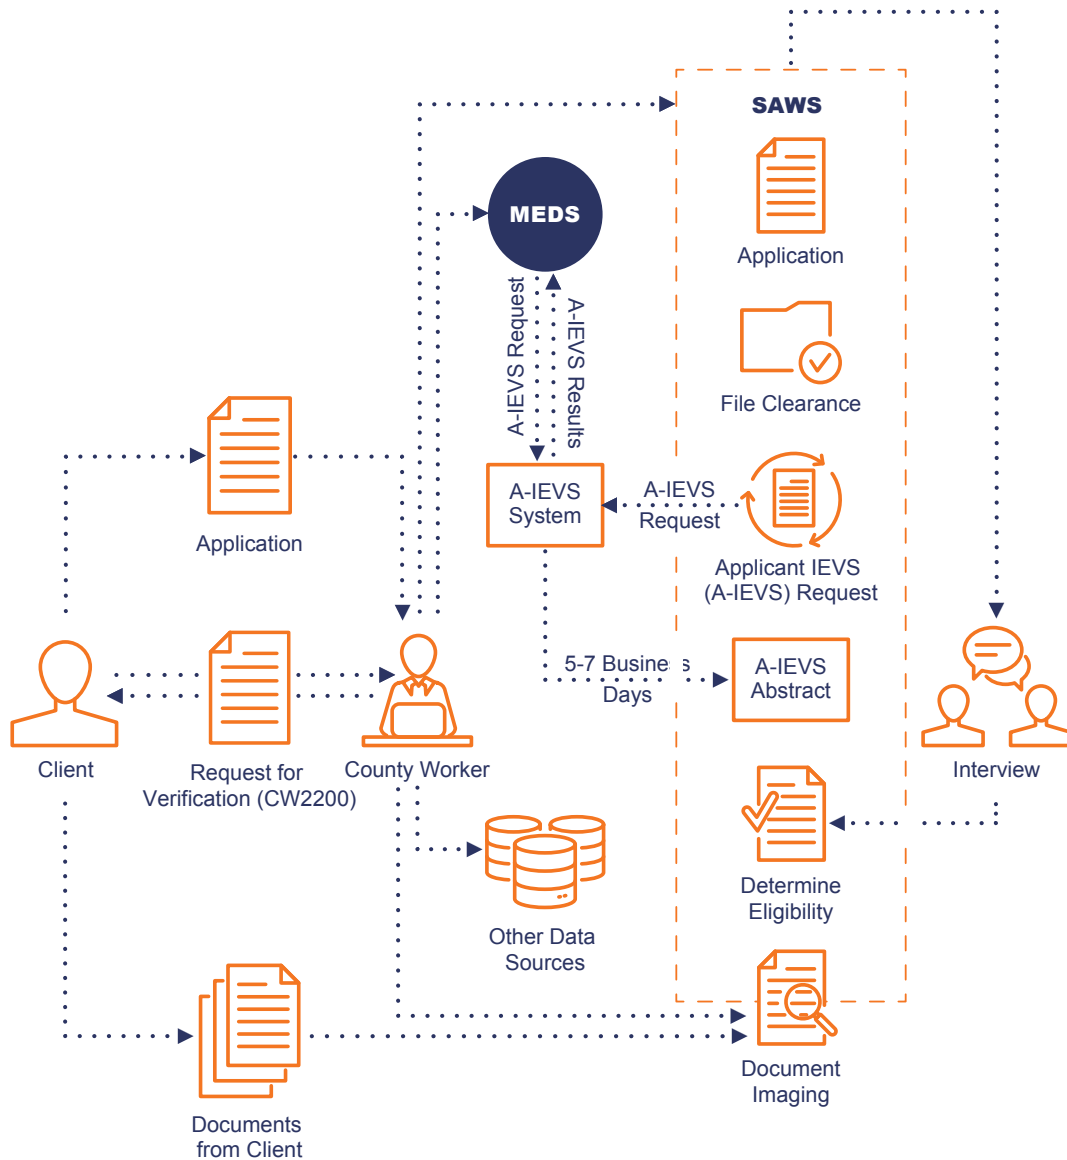 SAWS
MEDS
Application
A-IEVS Request
A-IEVS Results
File Clearance
A-IEVS
System
A-IEVS
Request
Application
Applicant IEVS
(A-IEVS) Request
5-7 Business
Days
A-IEVS
Abstract
Client
Request for
Verification (CW2200)
County Worker
Interview
Determine
Eligibility
Other Data
Sources
Document
Imaging
Documents
from Client